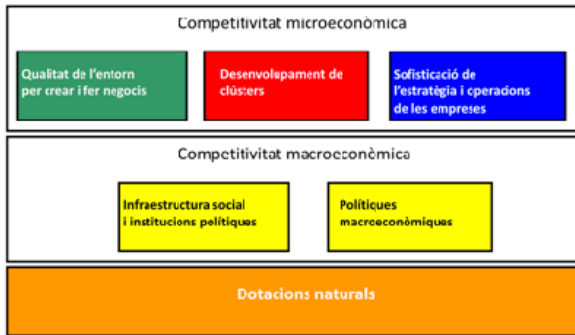 Competitivitat microeconòmica
Qualitat de l'entorn
per crear i fer negocis
Desenvolupament de
clústers
Sofisticació de
l'estratègia i operacions
de les empreses
Competitivitat macroeconòmica
Infraestructura social
i institucions polítiques
Polítiques
macroeconòmiques
Dotacions naturals